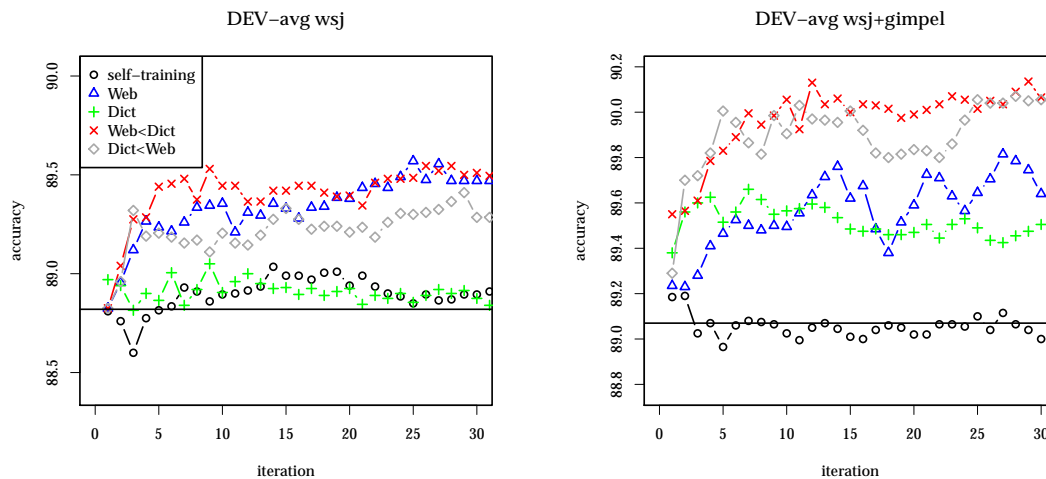 DEV−avg wsj
accuracy
90.0
89.5
89.0
88.5
self−training
Web
Dict
Web<Dict
Dict<Web
0 5 10 15 20 25 30
iteration
DEV−avg wsj+gimpel
accuracy
90.2
90.0
89.8
89.6
89.4
89.2
89.0
88.8
0 5 10 15 20 25 30
iteration